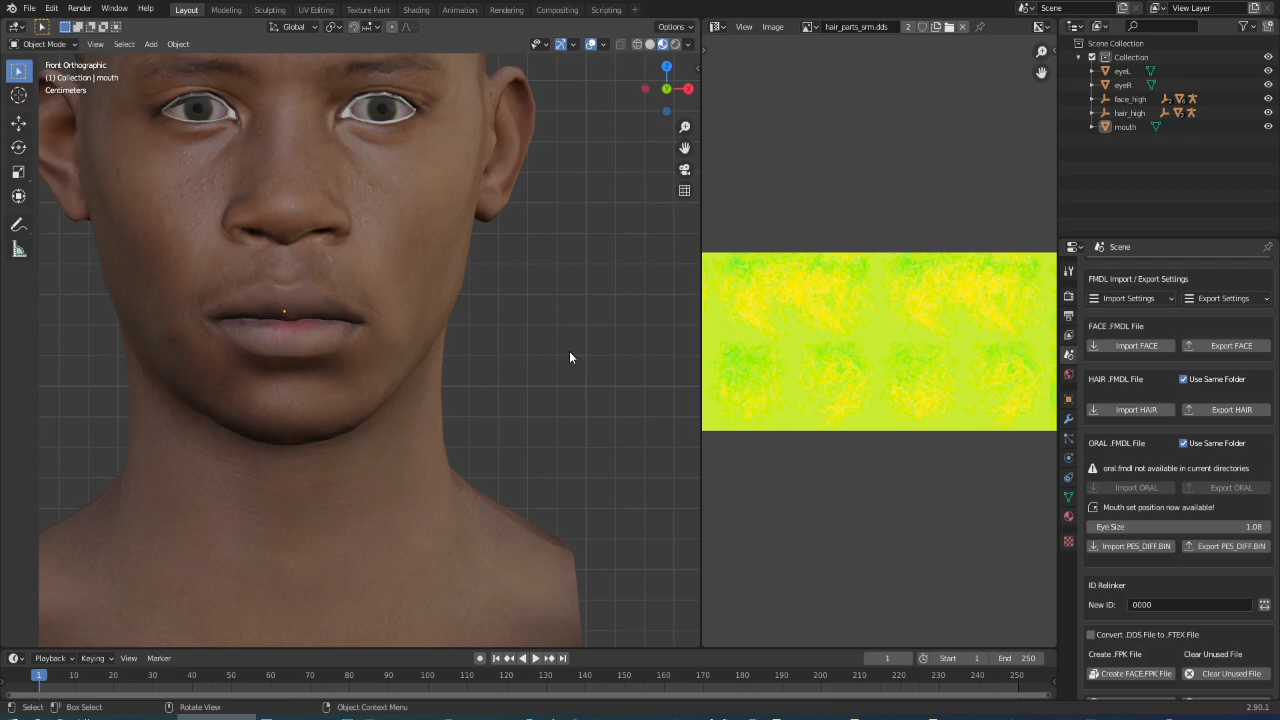 File Edit Render Window Help Layout Modeling Sculpting UV Editing Texture Paint Shading Animation Rendering Compositing Scripting Scene View Layer
Global Options View Image hair_parts_srm.dds 2
Object Mode View Select Add Object
Scene Collection
Collection
eyeL
eyeR
face_high
hair_high
mouth
Front Orthographic
(1) Collection | mouth
Centimeters
Z
Y
X
Scene
FMDL Import / Export Settings
Import Settings Export Settings
FACE .FMDL File
Import FACE Export FACE
HAIR .FMDL File Use Same Folder
Import HAIR Export HAIR
ORAL .FMDL File Use Same Folder
oral.fmdl not available in current directories
Import ORAL Export ORAL
Mouth set position now available!
Eye Size 1.08
Import PES_DIFF.BIN Export PES_DIFF.BIN
ID Relinker
New ID: 0000
Convert .DDS File to .FTEX File
Create .FPK File Clear Unused File
Create FACE.FPK File Clear Unused File
Playback Keying View Marker 1 Start 1 End 250
1 10 20 30 40 50 60 70 80 90 100 110 120 130 140 150 160 170 180 190 200 210 220 230 240 250
Select Box Select Rotate View Object Context Menu 2.90.1